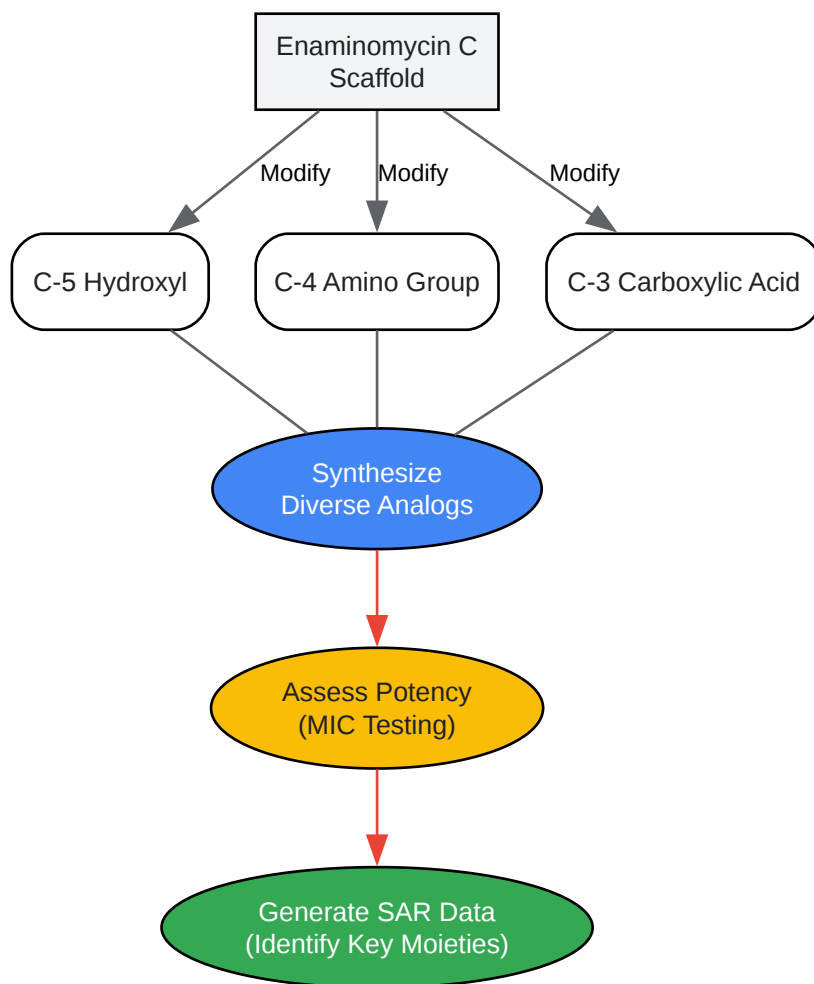 Enaminomycin C
Scaffold
Modify
Modify
Modify
C-5 Hydroxyl
C-4 Amino Group
C-3 Carboxylic Acid
Synthesize
Diverse Analogs
Assess Potency
(MIC Testing)
Generate SAR Data
(Identify Key Moieties)